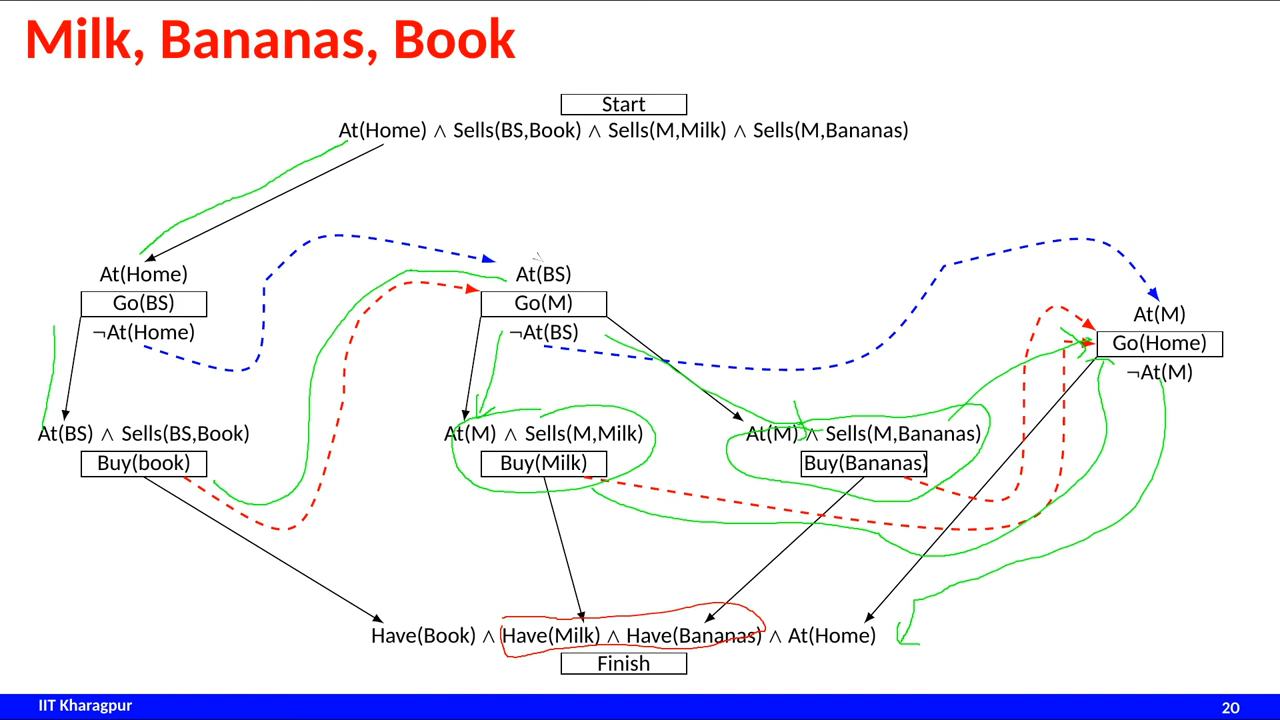 Milk, Bananas, Book
Start
At(Home) ∧ Sells(BS,Book) ∧ Sells(M,Milk) ∧ Sells(M,Bananas)
At(Home)
Go(BS)
¬At(Home)
At(BS)
Go(M)
¬At(BS)
At(M)
Go(Home)
¬At(M)
At(BS) ∧ Sells(BS,Book)
Buy(book)
At(M) ∧ Sells(M,Milk)
Buy(Milk)
At(M) ∧ Sells(M,Bananas)
Buy(Bananas)
Have(Book) ∧ Have(Milk) ∧ Have(Bananas) ∧ At(Home)
Finish
IIT Kharagpur
20